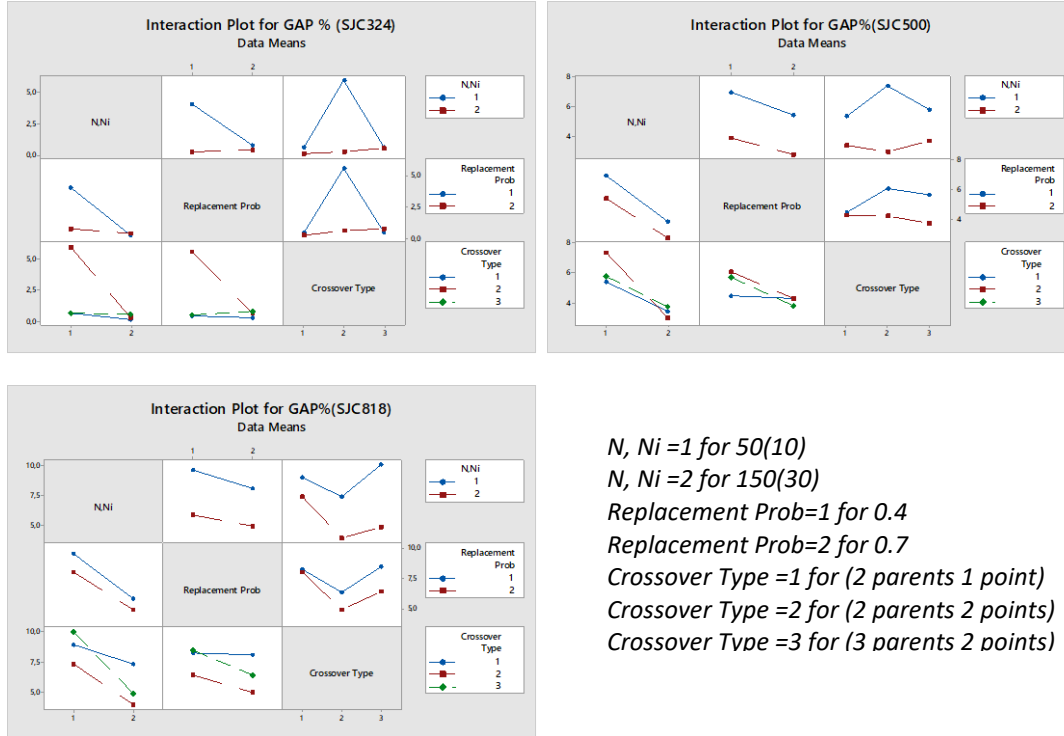 Interaction Plot for GAP % (SJC324)
Data Means
1 2
5,0
2,5
0,0
N,Ni
N,Ni
1
2
Replacement Prob
5,0
2,5
0,0
Replacement
Prob
1
2
5,0
2,5
0,0
Crossover Type
Crossover
Type
1
2
3
1 2 1 2 1 2 3
Interaction Plot for GAP%(SJC500)
Data Means
1 2
8
6
4
N,Ni
N,Ni
1
2
Replacement Prob
8
6
4
Replacement
Prob
1
2
8
6
4
Crossover Type
Crossover
Type
1
2
3
1 2 1 2 3
Interaction Plot for GAP%(SJC818)
Data Means
1 2
10,0
7,5
5,0
N,Ni
N,Ni
1
2
Replacement Prob
10,0
5,0
Replacement
Prob
1
2
10,0
7,5
5,0
Crossover Type
Crossover
Type
1
2
3
1 2 1 2 3
N, Ni =1 for 50(10)
N, Ni =2 for 150(30)
Replacement Prob=1 for 0.4
Replacement Prob=2 for 0.7
Crossover Type =1 for (2 parents 1 point)
Crossover Type =2 for (2 parents 2 points)
Crossover Type =3 for (3 parents 2 points)